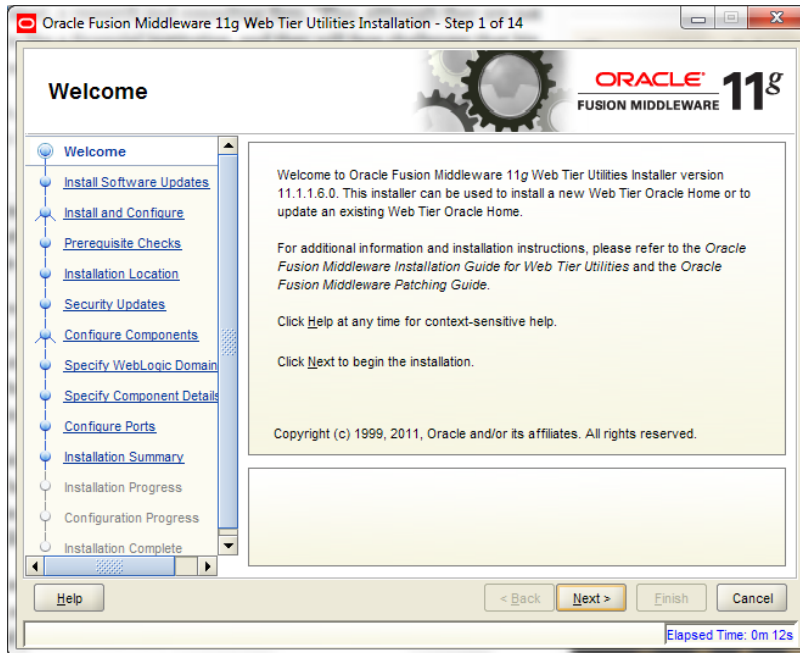 Oracle Fusion Middleware 11g Web Tier Utilities Installation - Step 1 of 14
Welcome
ORACLE
FUSION MIDDLEWARE 11g
Welcome
Install Software Updates
Install and Configure
Prerequisite Checks
Installation Location
Security Updates
Configure Components
Specify WebLogic Domain
Specify Component Details
Configure Ports
Installation Summary
Installation Progress
Configuration Progress
Installation Complete
Welcome to Oracle Fusion Middleware 11g Web Tier Utilities Installer version
11.1.1.6.0. This installer can be used to install a new Web Tier Oracle Home or to
update an existing Web Tier Oracle Home.
For additional information and installation instructions, please refer to the Oracle
Fusion Middleware Installation Guide for Web Tier Utilities and the Oracle
Fusion Middleware Patching Guide.
Click Help at any time for context-sensitive help.
Click Next to begin the installation.
Copyright (c) 1999, 2011, Oracle and/or its affiliates. All rights reserved.
Help
< Back
Next >
Finish
Cancel
Elapsed Time: 0m 12s